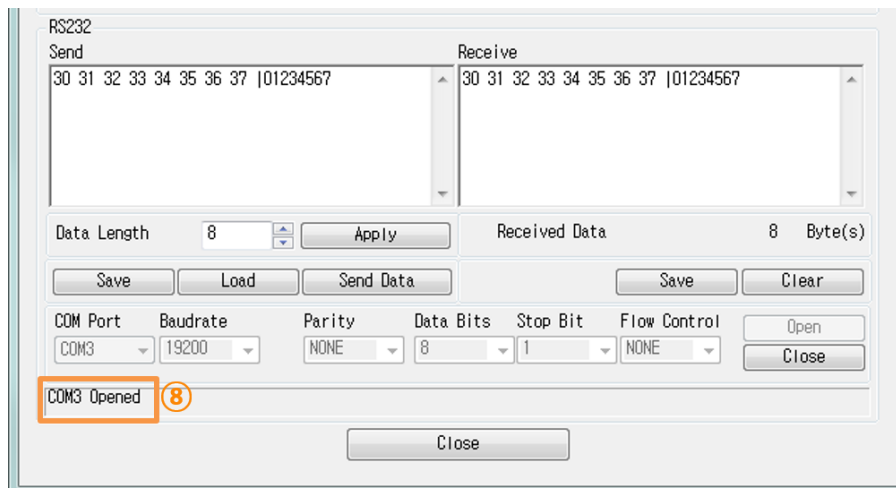 RS232
Send Receive
30 31 32 33 34 35 36 37 |01234567 30 31 32 33 34 35 36 37 |01234567
Data Length 8 Apply Received Data 8 Byte(s)
Save Load Send Data Save Clear
COM Port Baudrate Parity Data Bits Stop Bit Flow Control Open
COM3 19200 NONE 8 1 NONE Close
COM3 Opened ⑧
Close